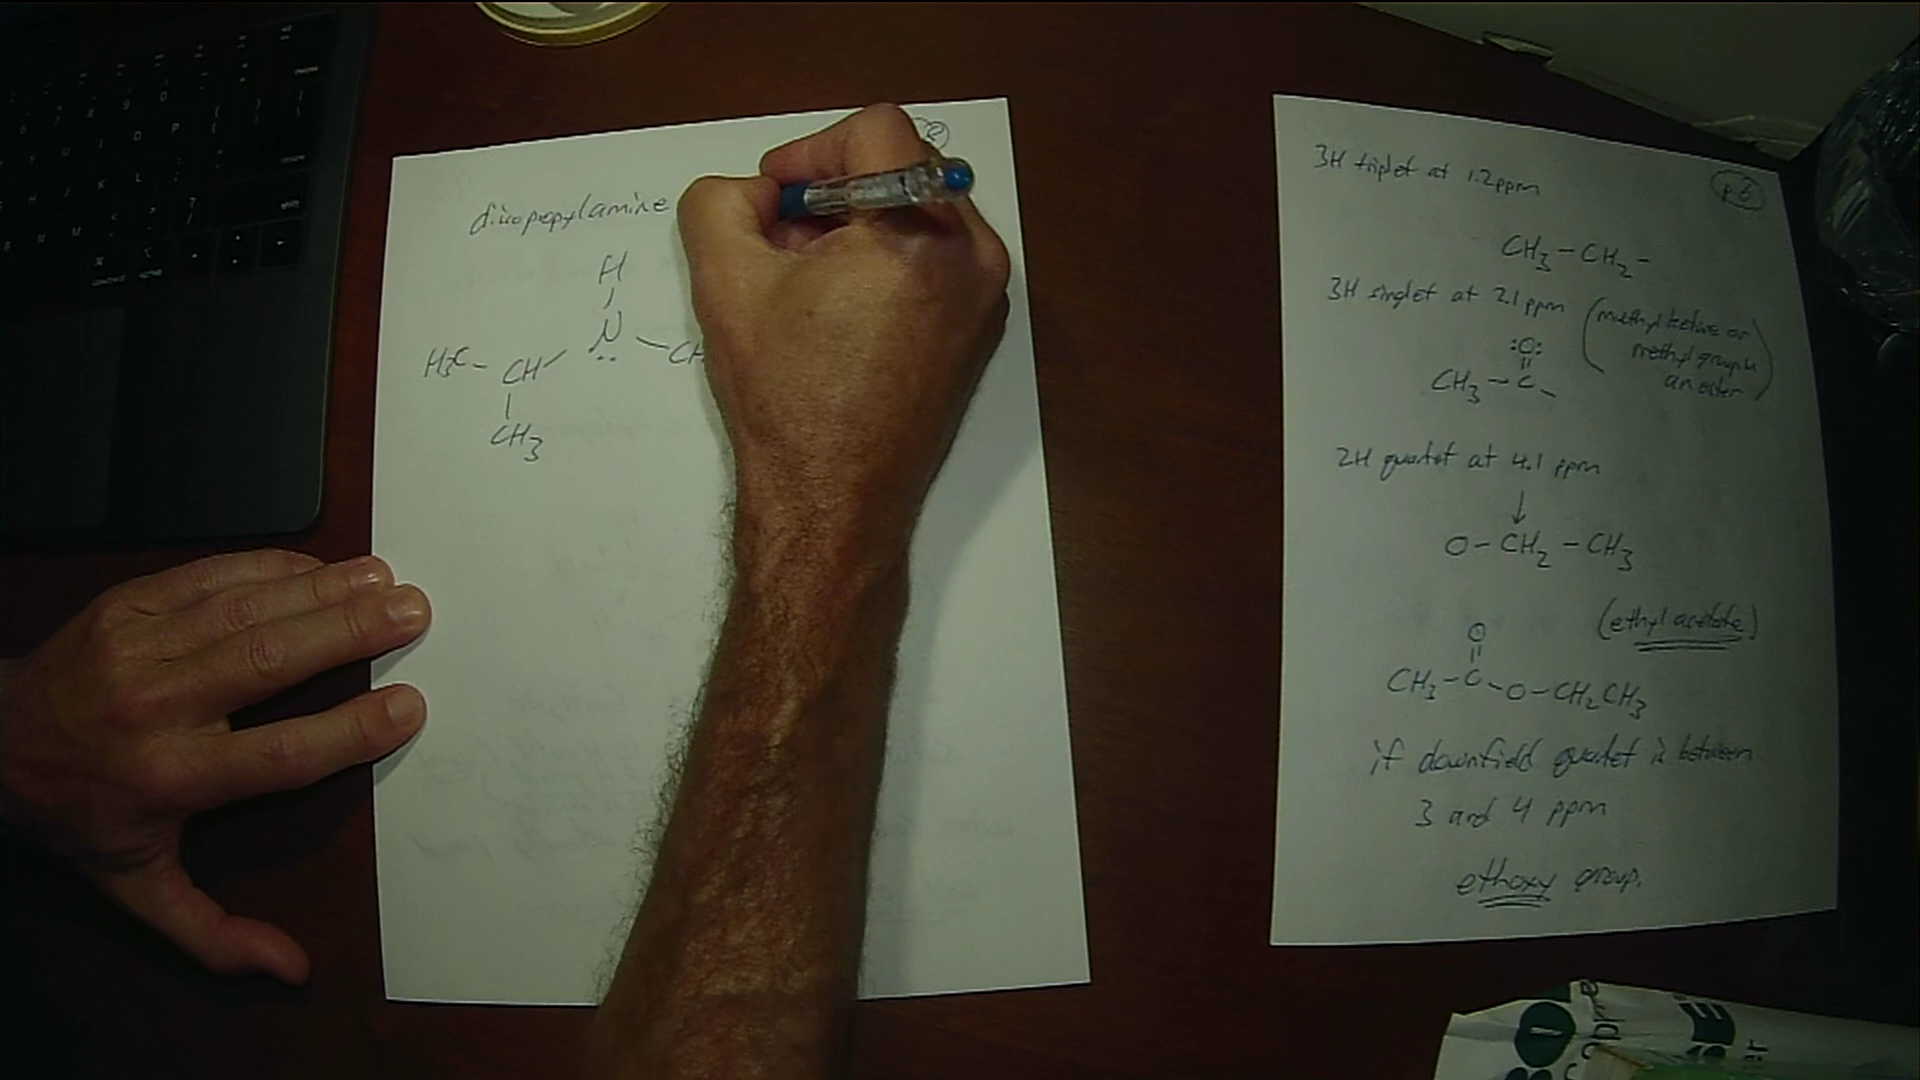 diisopropylamine
H
N
H3C - CH
CH
CH3
p.6
3H triplet at 1.2ppm
CH3 - CH2 -
3H singlet at 2.1 ppm (methyl ketone or
methyl group in
an ester)
:O:
CH3 - C
2H quartet at 4.1 ppm
↓
O - CH2 - CH3
(ethyl acetate)
O
CH3 - C - O - CH2CH3
if downfield quartet is between
3 and 4 ppm
ethoxy group.